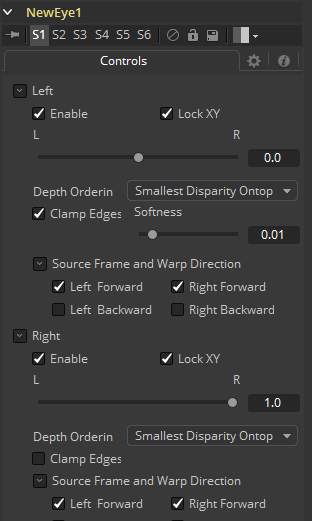 NewEye1
S1 S2 S3 S4 S5 S6
Controls
Left
Enable Lock XY
L R
0.0
Depth Orderin Smallest Disparity Ontop
Clamp Edges Softness
0.01
Source Frame and Warp Direction
Left Forward Right Forward
Left Backward Right Backward
Right
Enable Lock XY
L R
1.0
Depth Orderin Smallest Disparity Ontop
Clamp Edges
Source Frame and Warp Direction
Left Forward Right Forward